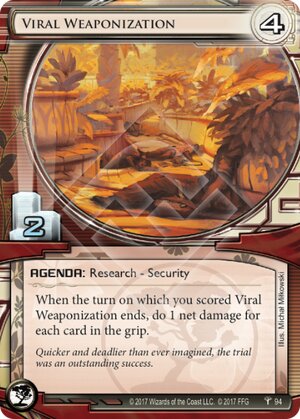 Viral Weaponization
4
2
AGENDA: Research - Security
When the turn on which you scored Viral
Weaponization ends, do 1 net damage for
each card in the grip.
Quicker and deadlier than ever imagined, the trial
was an outstanding success.
Illus. Michał Miłkowski
© 2017 Wizards of the Coast LLC. © 2017 FFG
94